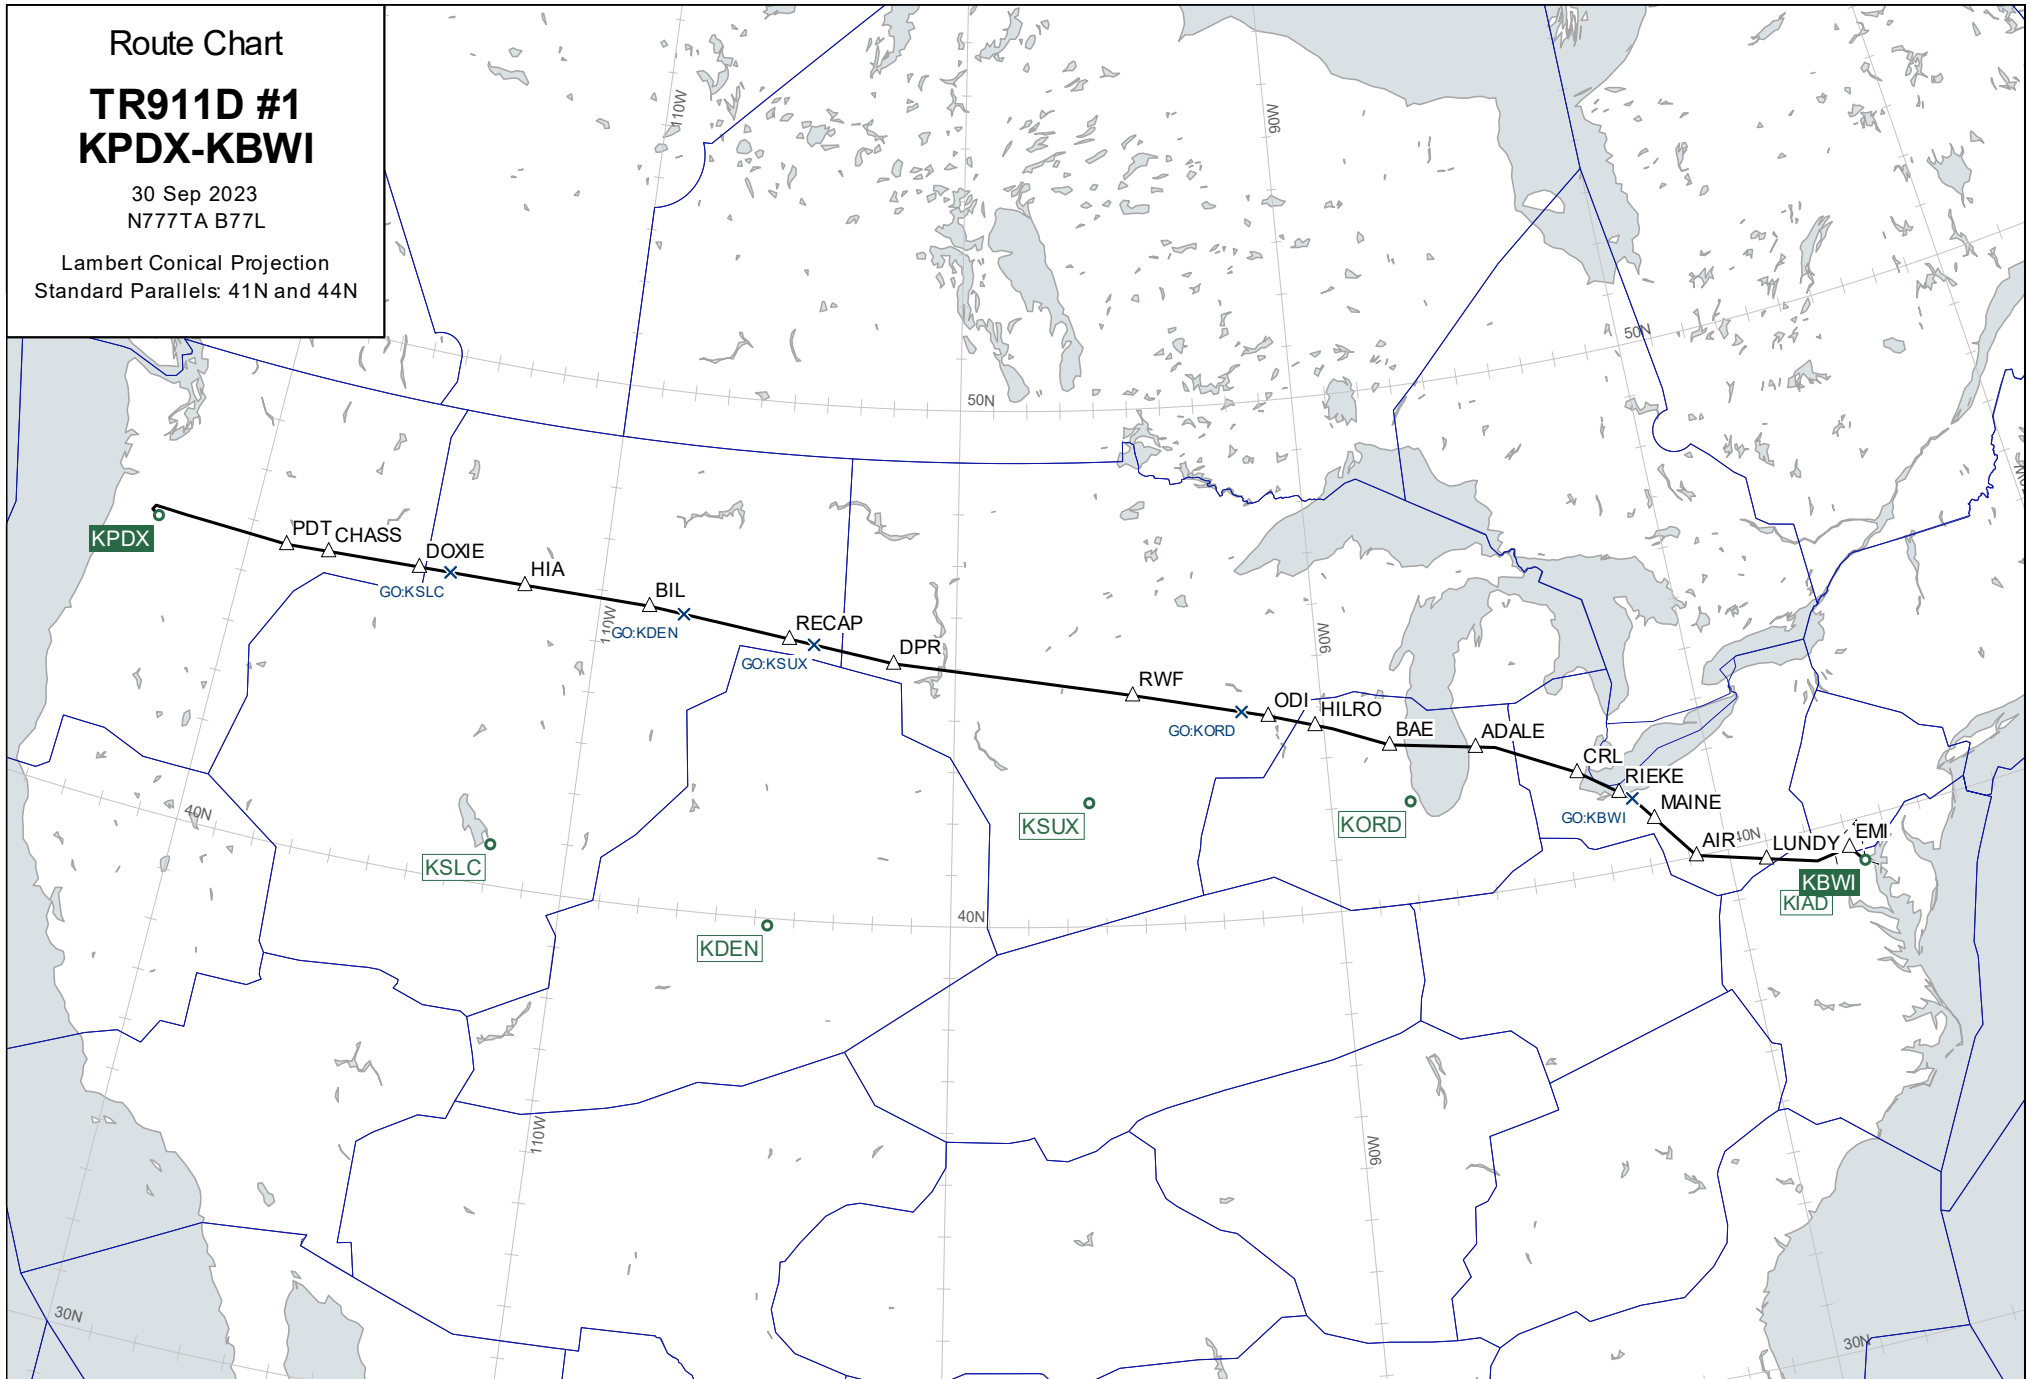 Route Chart
TR911D #1
KPDX-KBWI
30 Sep 2023
N777TA B77L
Lambert Conical Projection
Standard Parallels: 41N and 44N
110W
90W
50N
50N
KPDX
PDT
CHASS
DOXIE
GO:KSLC
HIA
BIL
110W
GO:KDEN
RECAP
GO:KSUX
DPR
90W
RWF
ODI
GO:KORD
HILRO
BAE
ADALE
CRL
RIEKE
GO:KBWI
MAINE
AIR
40N
LUNDY
EMI
KBWI
KIAD
40N
KSLC
KDEN
KSUX
KORD
40N
110W
90W
30N
30N